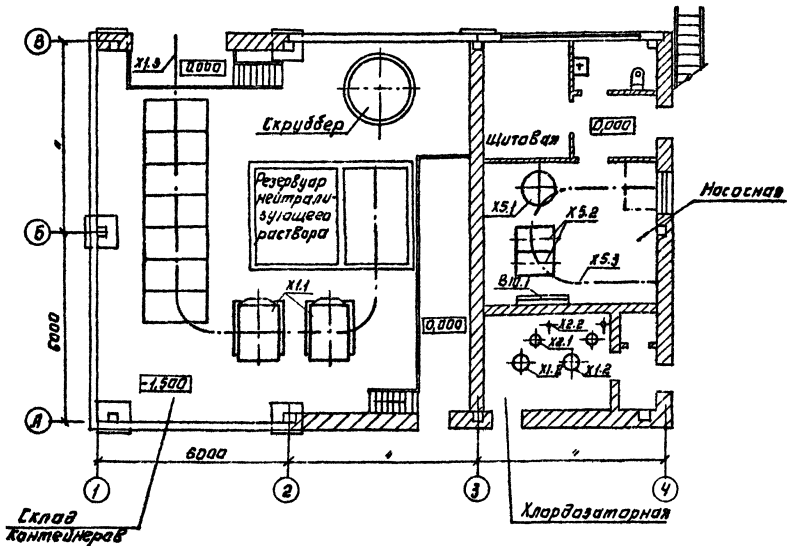 В
Х1.3
0,000
Скруббер
Щитовая
0,000
Резервуар
нейтрали-
зующего
раствора
Х5.1
Х5.2
Насосная
Б
Х5.3
В10.1
Х1.1
6000
0,000
Х2.2
Х2.1
Х1.2
Х1.2
-1,500
А
6000
"
"
"
1
2
3
4
Склад
контейнеров
Хлордозаторная